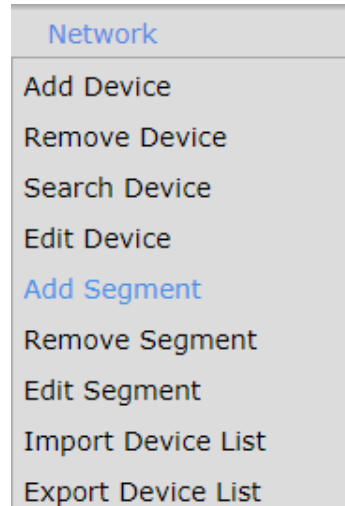 Network
Add Device
Remove Device
Search Device
Edit Device
Add Segment
Remove Segment
Edit Segment
Import Device List
Export Device List